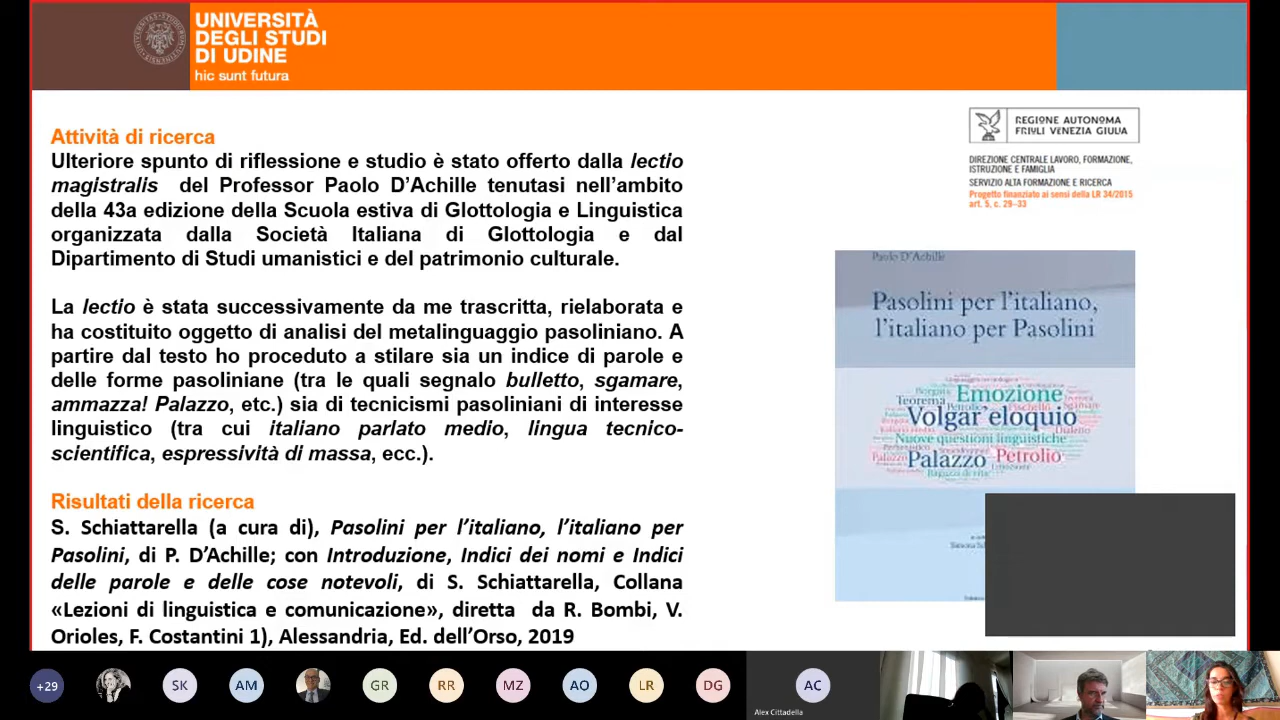 UNIVERSITÀ
DEGLI STUDI
DI UDINE
hic sunt futura
REGIONE AUTONOMA
FRIULI VENEZIA GIULIA
DIREZIONE CENTRALE LAVORO, FORMAZIONE,
ISTRUZIONE E FAMIGLIA
SERVIZIO ALTA FORMAZIONE E RICERCA
Progetto finanziato ai sensi della LR 34/2015
art. 5, c. 29-33
Attività di ricerca
Ulteriore spunto di riflessione e studio è stato offerto dalla lectio
magistralis del Professor Paolo D'Achille tenutasi nell'ambito
della 43a edizione della Scuola estiva di Glottologia e Linguistica
organizzata dalla Società Italiana di Glottologia e dal
Dipartimento di Studi umanistici e del patrimonio culturale.
La lectio è stata successivamente da me trascritta, rielaborata e
ha costituito oggetto di analisi del metalinguaggio pasoliniano. A
partire dal testo ho proceduto a stilare sia un indice di parole e
delle forme pasoliniane (tra le quali segnalo bulletto, sgamare,
ammazza! Palazzo, etc.) sia di tecnicismi pasoliniani di interesse
linguistico (tra cui italiano parlato medio, lingua tecnico-
scientifica, espressività di massa, ecc.).
Risultati della ricerca
S. Schiattarella (a cura di), Pasolini per l'italiano, l'italiano per
Pasolini, di P. D'Achille; con Introduzione, Indici dei nomi e Indici
delle parole e delle cose notevoli, di S. Schiattarella, Collana
«Lezioni di linguistica e comunicazione», diretta da R. Bombi, V.
Orioles, F. Costantini 1), Alessandria, Ed. dell'Orso, 2019
Paolo D'Achille
Pasolini per l'italiano,
l'italiano per Pasolini
Emozione
Teorema
Volgar'eloquio
Dialetto
Nuove questioni linguistiche
Palazzo
Palazzo
Petrolio
Ragazzi di vita
+29
SK
AM
GR
RR
MZ
AO
LR
DG
AC
Alex Cittadella